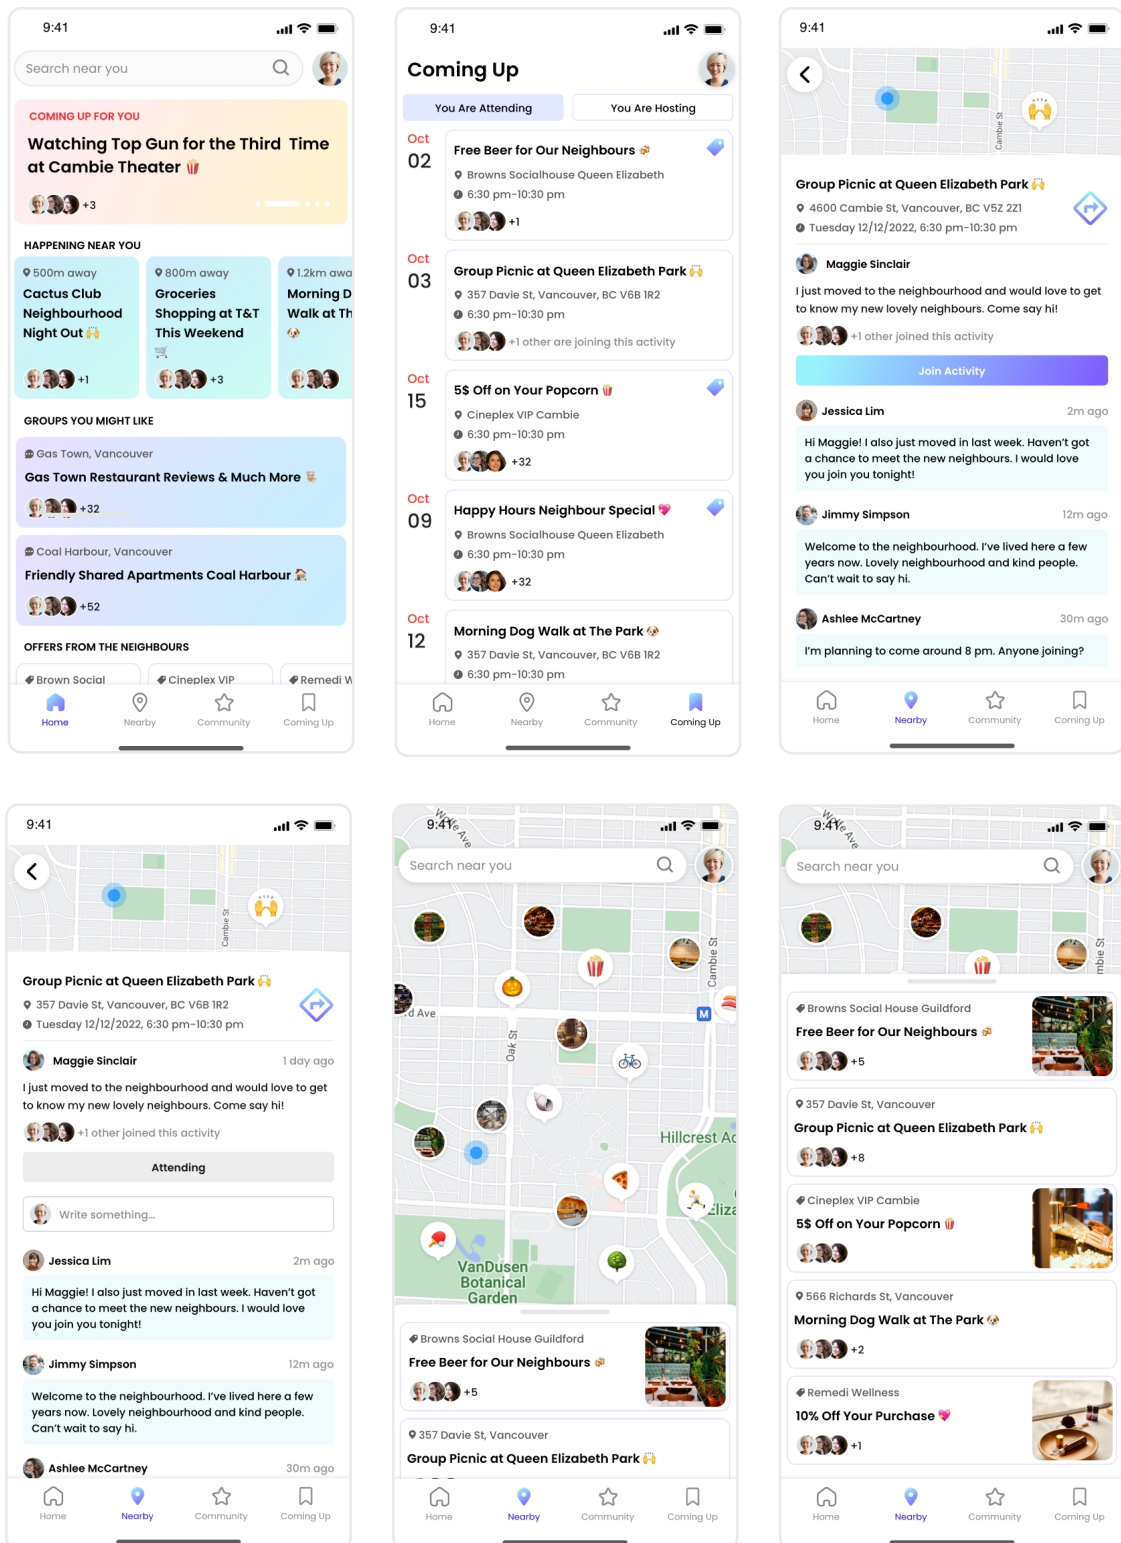 9:41
Search near you
COMING UP FOR YOU
Watching Top Gun for the Third Time
at Cambie Theater
+3
HAPPENING NEAR YOU
500m away
Cactus Club
Neighbourhood
Night Out
+1
800m away
Groceries
Shopping at T&T
This Weekend
+3
1.2km awa
Morning D
Walk at Th
GROUPS YOU MIGHT LIKE
Gas Town, Vancouver
Gas Town Restaurant Reviews & Much More
+32
Coal Harbour, Vancouver
Friendly Shared Apartments Coal Harbour
+52
OFFERS FROM THE NEIGHBOURS
Brown Social
Cineplex VIP
Remedi W
Home
Nearby
Community
Coming Up
9:41
Coming Up
You Are Attending
You Are Hosting
Oct
02
Free Beer for Our Neighbours
Browns Socialhouse Queen Elizabeth
6:30 pm-10:30 pm
+1
Oct
03
Group Picnic at Queen Elizabeth Park
357 Davie St, Vancouver, BC V6B 1R2
6:30 pm-10:30 pm
+1 other are joining this activity
Oct
15
5$ Off on Your Popcorn
Cineplex VIP Cambie
6:30 pm-10:30 pm
+32
Oct
09
Happy Hours Neighbour Special
Browns Socialhouse Queen Elizabeth
6:30 pm-10:30 pm
+32
Oct
12
Morning Dog Walk at The Park
357 Davie St, Vancouver, BC V6B 1R2
6:30 pm-10:30 pm
Home
Nearby
Community
Coming Up
9:41
Cambie St
Group Picnic at Queen Elizabeth Park
4600 Cambie St, Vancouver, BC V5Z 2Z1
Tuesday 12/12/2022, 6:30 pm-10:30 pm
Maggie Sinclair
I just moved to the neighbourhood and would love to get
to know my new lovely neighbours. Come say hi!
+1 other joined this activity
Join Activity
Jessica Lim
2m ago
Hi Maggie! I also just moved in last week. Haven't got
a chance to meet the new neighbours. I would love
you join you tonight!
Jimmy Simpson
12m ago
Welcome to the neighbourhood. I've lived here a few
years now. Lovely neighbourhood and kind people.
Can't wait to say hi.
Ashlee McCartney
30m ago
I'm planning to come around 8 pm. Anyone joining?
Home
Nearby
Community
Coming Up
9:41
Cambie St
Group Picnic at Queen Elizabeth Park
357 Davie St, Vancouver, BC V6B 1R2
Tuesday 12/12/2022, 6:30 pm-10:30 pm
Maggie Sinclair
1 day ago
I just moved to the neighbourhood and would love to get
to know my new lovely neighbours. Come say hi!
+1 other joined this activity
Attending
Write something...
Jessica Lim
2m ago
Hi Maggie! I also just moved in last week. Haven't got
a chance to meet the new neighbours. I would love
you join you tonight!
Jimmy Simpson
12m ago
Welcome to the neighbourhood. I've lived here a few
years now. Lovely neighbourhood and kind people.
Can't wait to say hi.
Ashlee McCartney
30m ago
Home
Nearby
Community
Coming Up
9:41
Ave
Search near you
Cambie St
M
rd Ave
Oak St
Hillcrest Ad
Eliza
VanDusen
Botanical
Garden
Browns Social House Guildford
Free Beer for Our Neighbours
+5
357 Davie St, Vancouver
Group Picnic at Queen Elizabeth Park
Home
Nearby
Community
Coming Up
9:41
Ave
Search near you
mbie St
Browns Social House Guildford
Free Beer for Our Neighbours
+5
357 Davie St, Vancouver
Group Picnic at Queen Elizabeth Park
+8
Cineplex VIP Cambie
5$ Off on Your Popcorn
566 Richards St, Vancouver
Morning Dog Walk at The Park
+2
Remedi Wellness
10% Off Your Purchase
+1
Home
Nearby
Community
Coming Up